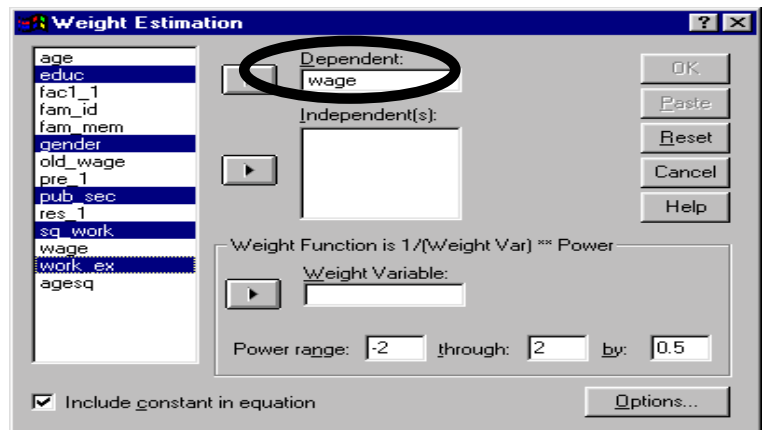 Weight Estimation
age
educ
fac1_1
fam_id
fam_mem
gender
old_wage
pre_1
pub_sec
res_1
sq_work
wage
work_ex
agesq
Dependent:
wage
Independent(s):
OK
Paste
Reset
Cancel
Help
Weight Function is 1/(Weight Var) ** Power
Weight Variable:
Power range: -2 through: 2 by: 0.5
Include constant in equation
Options...